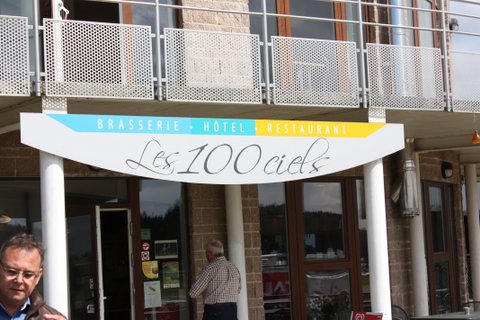 BRASSERIE • HÔTEL • RESTAURANT
Les 100 ciels